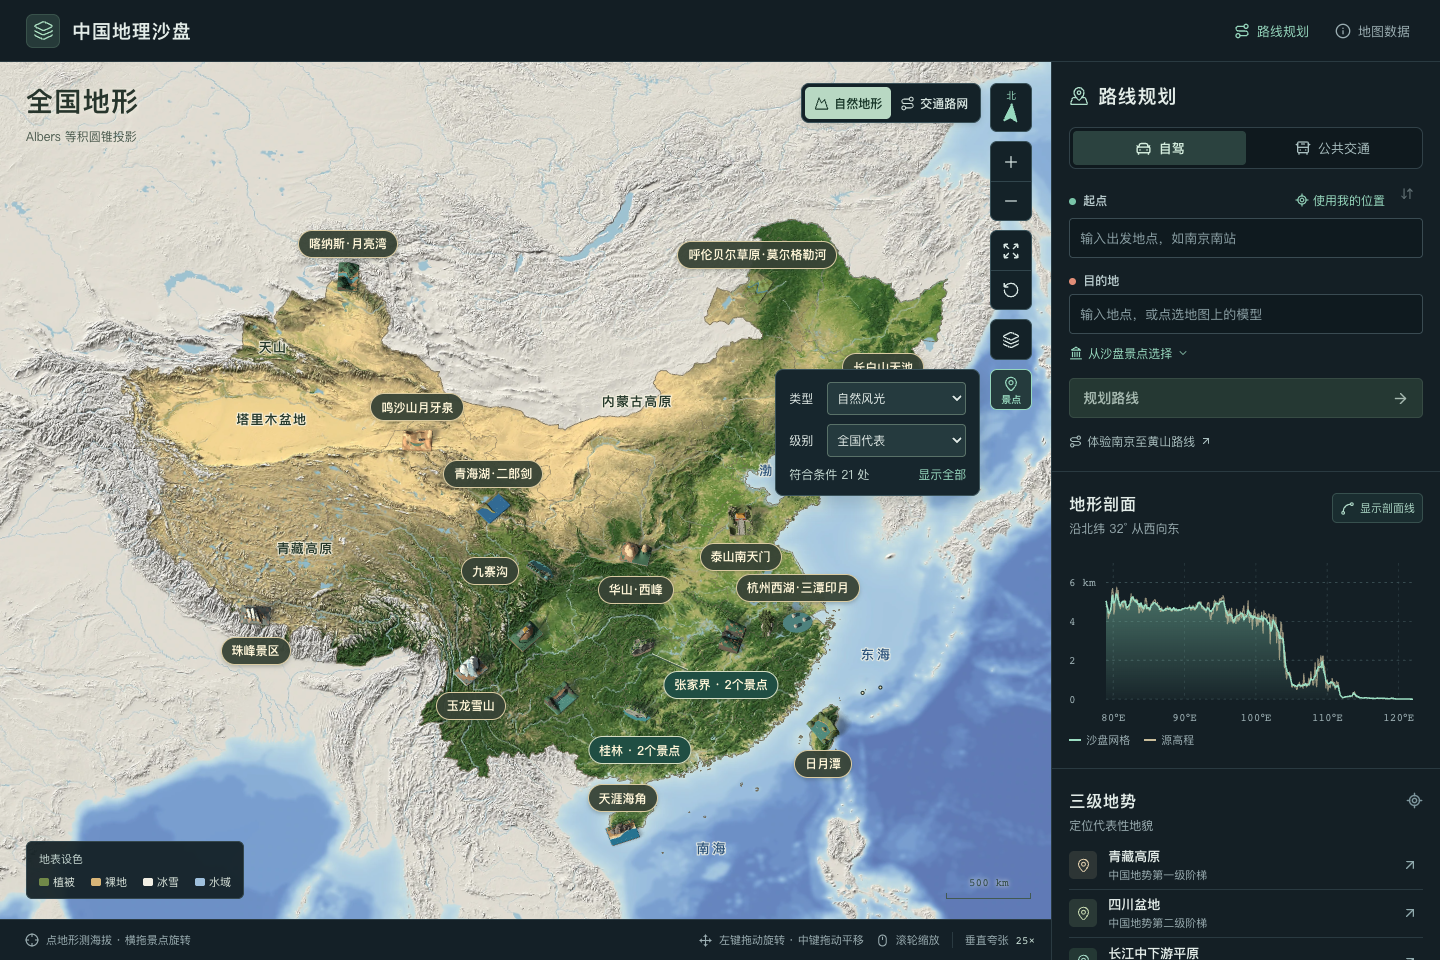 中国地理沙盘
路线规划
地图数据
全国地形
Albers 等积圆锥投影
自然地形
交通路网
北
喀纳斯·月亮湾
呼伦贝尔草原·莫尔格勒河
天山
长白山天池
鸣沙山月牙泉
内蒙古高原
塔里木盆地
景点
类型
自然风光
级别
全国代表
符合条件 21 处
显示全部
渤
青海湖·二郎剑
青藏高原
九寨沟
泰山南天门
华山·西峰
杭州西湖·三潭印月
珠峰景区
东海
张家界 · 2个景点
玉龙雪山
桂林 · 2个景点
日月潭
天涯海角
南海
地表设色
植被
裸地
冰雪
水域
500 km
点地形测海拔 · 横拖景点旋转
左键拖动旋转 · 中键拖动平移
滚轮缩放
垂直夸张 25×
路线规划
自驾
公共交通
起点
使用我的位置
输入出发地点，如南京南站
目的地
输入地点，或点选地图上的模型
从沙盘景点选择
规划路线
体验南京至黄山路线
地形剖面
显示剖面线
沿北纬 32° 从西向东
6 km
4
2
0
80°E
90°E
100°E
110°E
120°E
沙盘网格
源高程
三级地势
定位代表性地貌
青藏高原
中国地势第一级阶梯
四川盆地
中国地势第二级阶梯
长江中下游平原